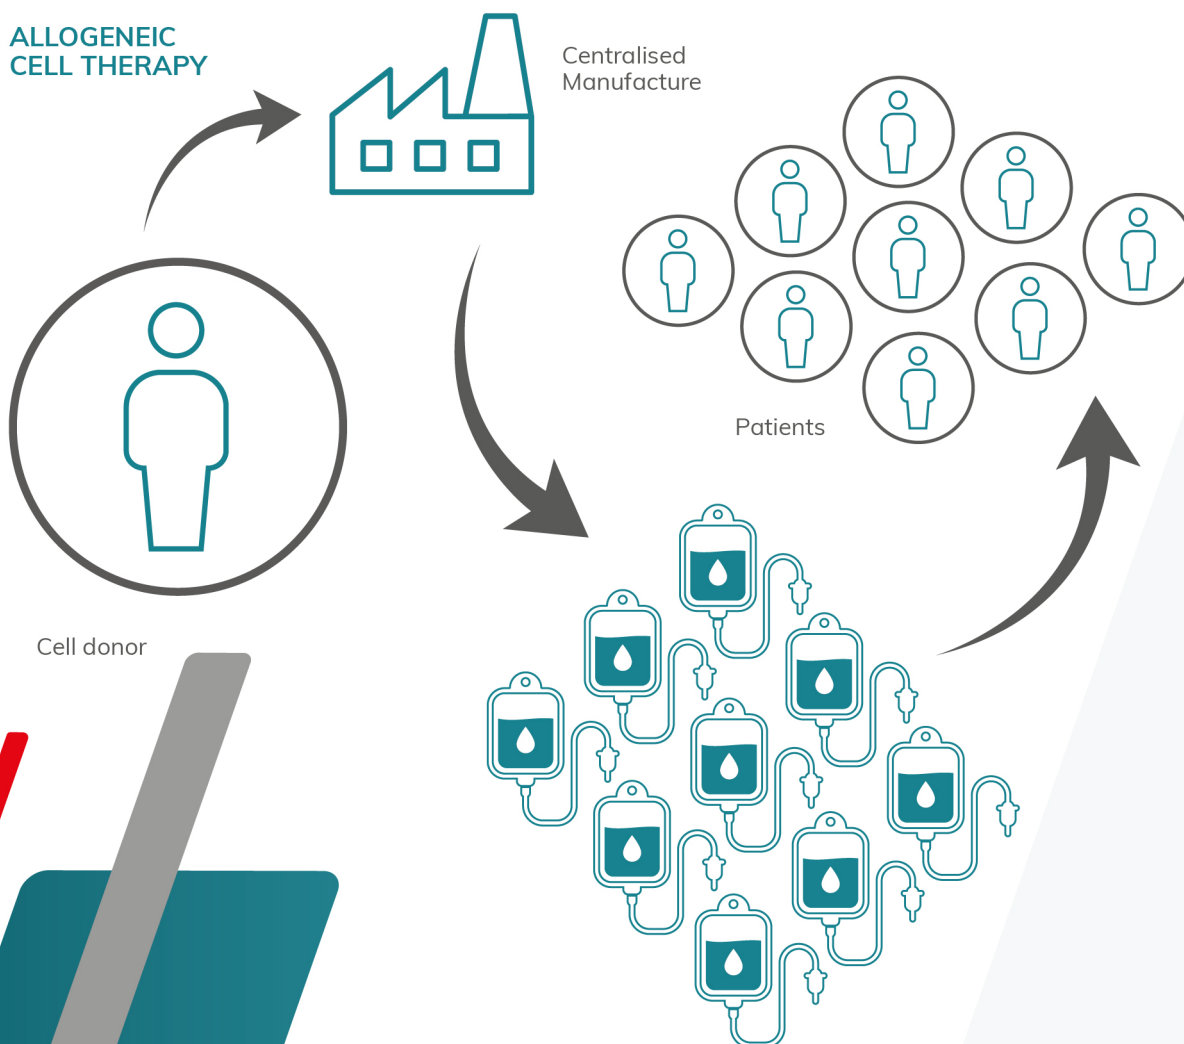 ALLOGENEIC
CELL THERAPY
Centralised
Manufacture
Patients
Cell donor